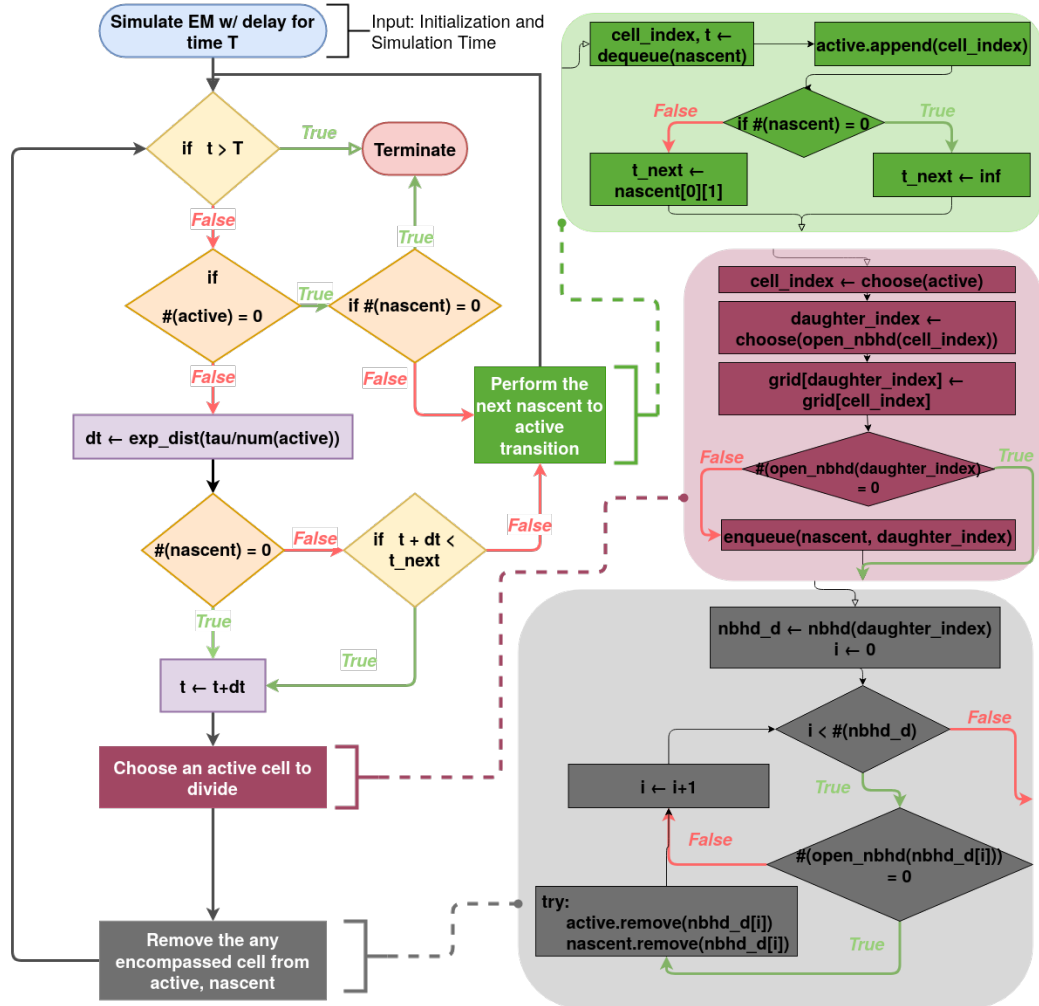 Simulate EM w/ delay for
time T
Input: Initialization and
Simulation Time
if t > T
True
Terminate
False
True
if
#(active) = 0
True
if #(nascent) = 0
False
False
Perform the
next nascent to
active
transition
dt ← exp_dist(tau/num(active))
#(nascent) = 0
False
if t + dt <
t_next
False
True
True
t ← t+dt
Choose an active cell to
divide
Remove the any
encompassed cell from
active, nascent
cell_index, t ←
dequeue(nascent)
active.append(cell_index)
False
if #(nascent) = 0
True
t_next ←
nascent[0][1]
t_next ← inf
cell_index ← choose(active)
daughter_index ←
choose(open_nbhd(cell_index))
grid[daughter_index] ←
grid[cell_index]
False
#(open_nbhd(daughter_index)
= 0
True
enqueue(nascent, daughter_index)
nbhd_d ← nbhd(daughter_index)
i ← 0
i < #(nbhd_d)
False
i ← i+1
True
False
#(open_nbhd(nbhd_d[i]))
= 0
try:
active.remove(nbhd_d[i])
nascent.remove(nbhd_d[i])
True